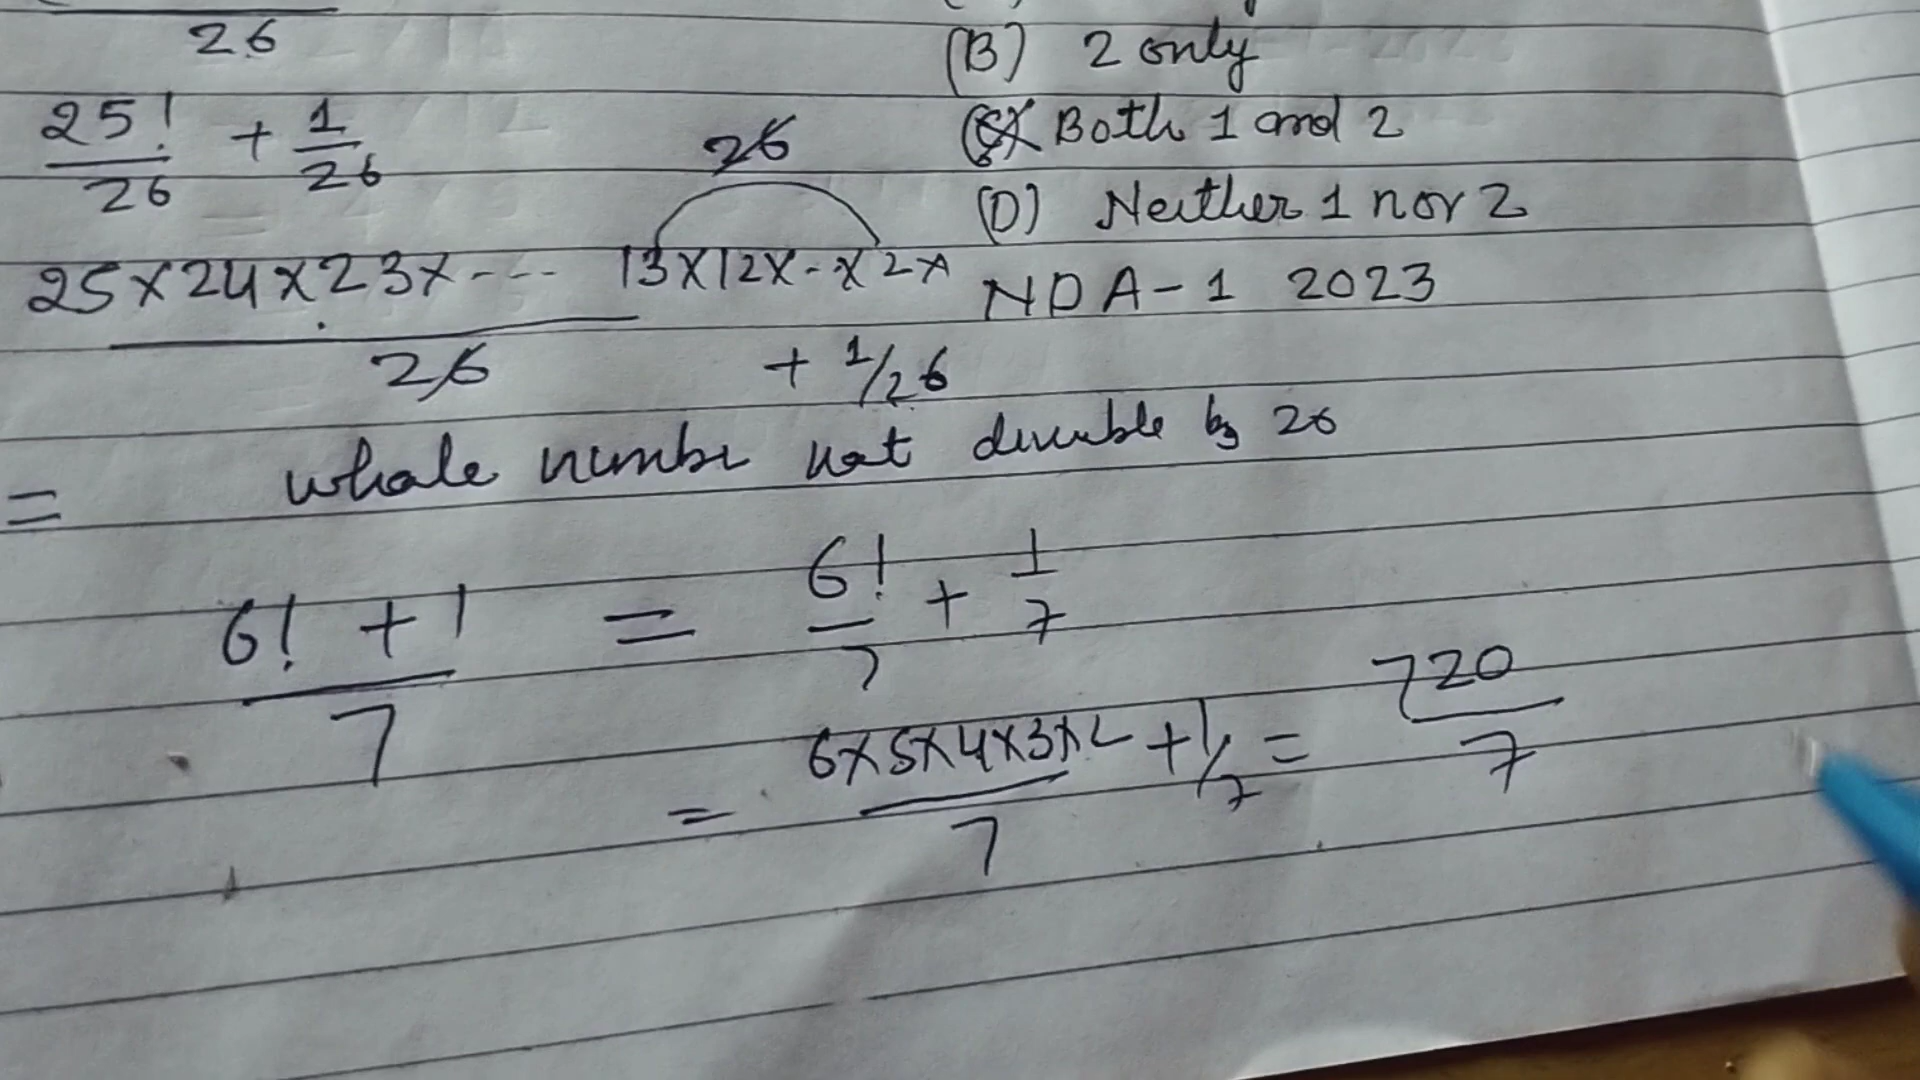 26
(B) 2 only
25! / 26 + 1/26
26
(C) Both 1 and 2
(D) Neither 1 nor 2
25×24×23×--- 13×12×-×2×
26
+ 1/26
NDA-1 2023
= whole number not divisible by 26
6! + 1 / 7 = 6! / 7 + 1 / 7
= 6×5×4×3×2 / 7 + 1/7 = 720 / 7